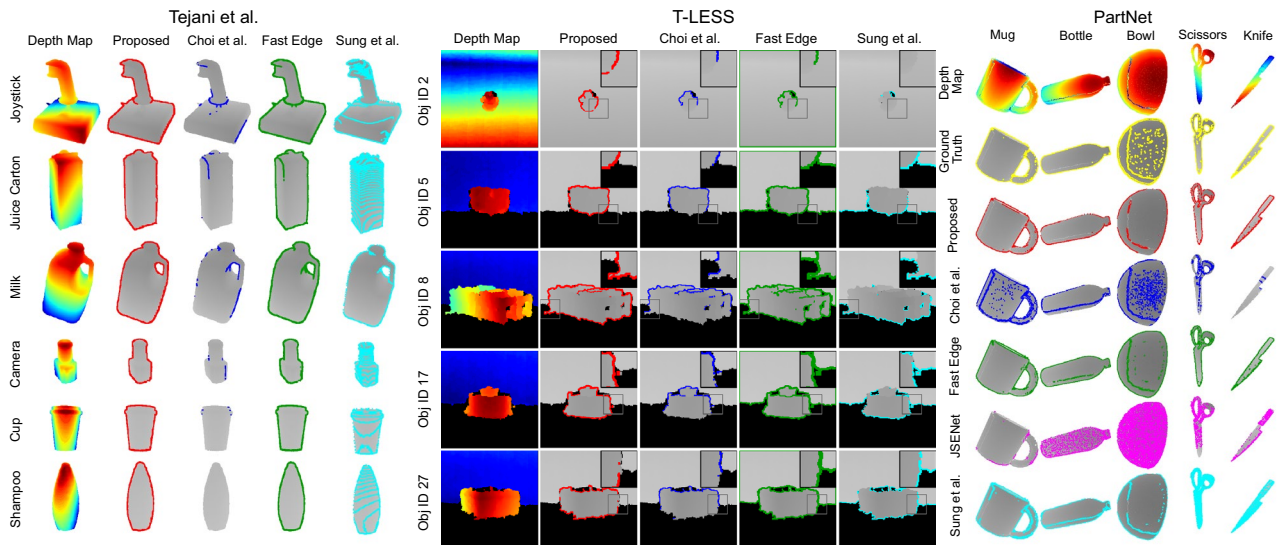 Tejani et al.
Depth Map Proposed Choi et al. Fast Edge Sung et al.
Joystick
Juice Carton
Milk
Camera
Cup
Shampoo
T-LESS
Depth Map Proposed Choi et al. Fast Edge Sung et al.
Obj ID 2
Obj ID 5
Obj ID 8
Obj ID 17
Obj ID 27
PartNet
Mug Bottle Bowl Scissors Knife
Depth
Map
Ground
Truth
Proposed
Choi et al.
Fast Edge
JSENet
Sung et al.